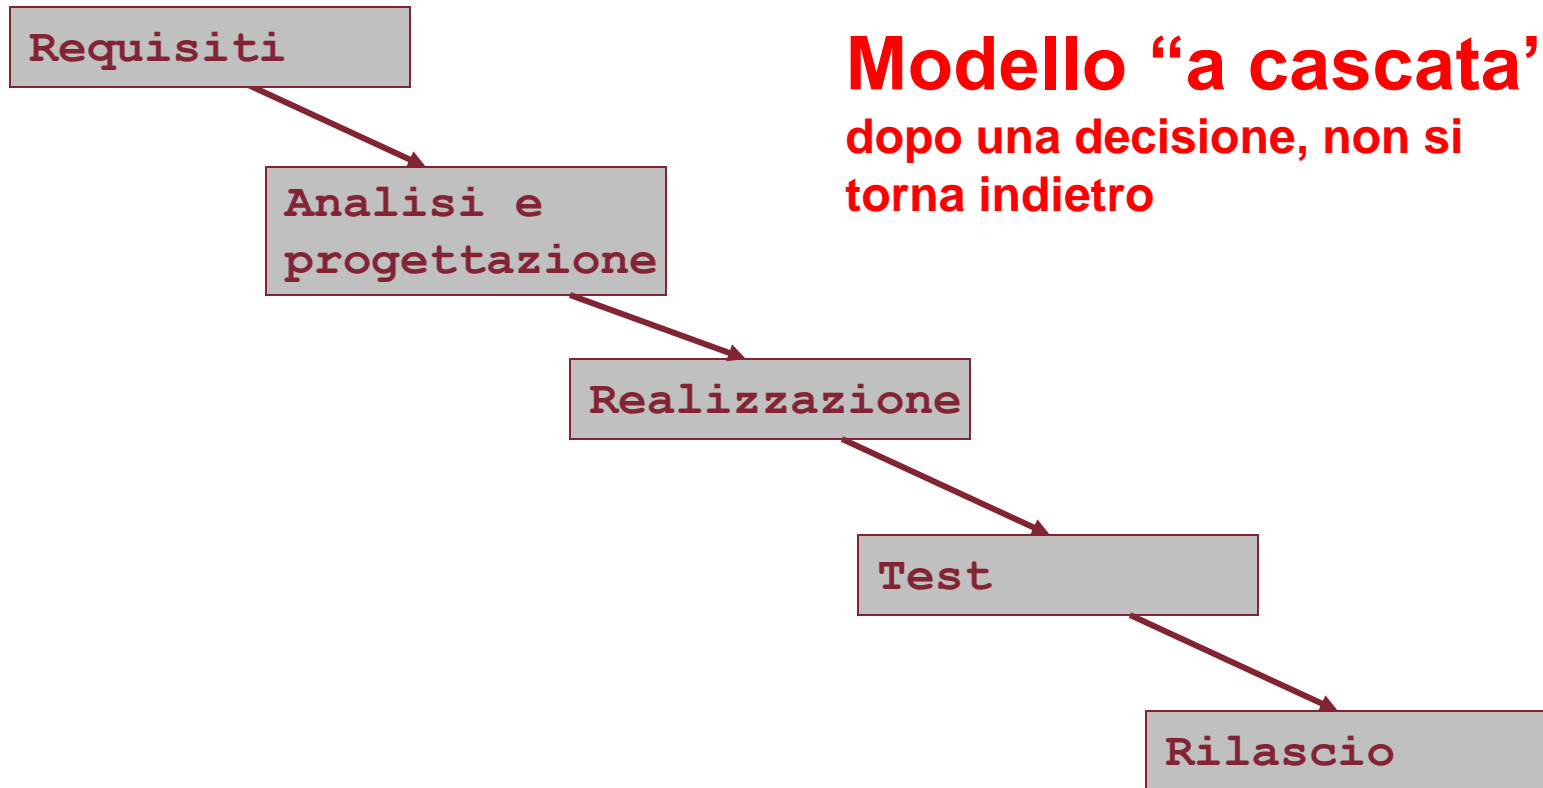 Requisiti
Modello “a cascata’
dopo una decisione, non si
torna indietro
Analisi e
progettazione
Realizzazione
Test
Rilascio